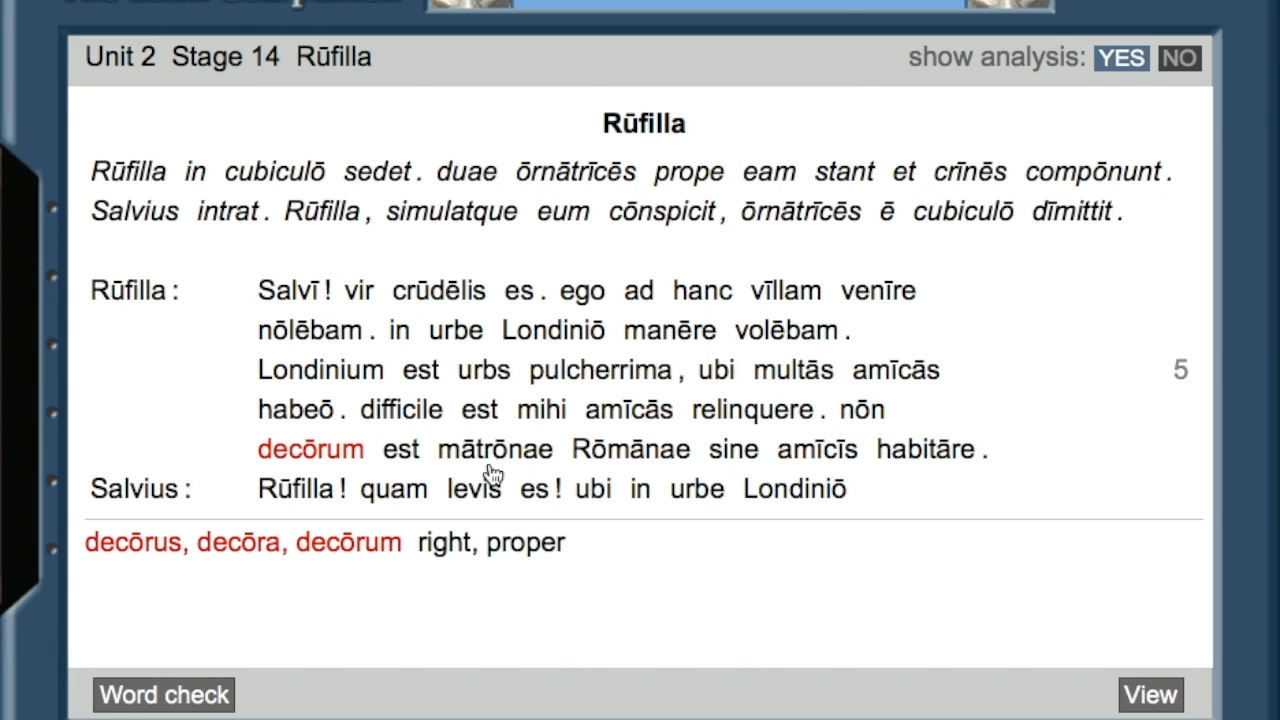 Unit 2 Stage 14 Rūfilla
show analysis: YES NO
Rūfilla
Rūfilla in cubiculō sedet. duae ōrnātrīcēs prope eam stant et crīnēs compōnunt.
Salvius intrat. Rūfilla, simulatque eum cōnspicit, ōrnātrīcēs ē cubiculō dīmittit.
Rūfilla: Salvī! vir crūdēlis es. ego ad hanc vīllam venīre
nōlēbam. in urbe Londiniō manēre volēbam.
Londinium est urbs pulcherrima, ubi multās amīcās 5
habeō. difficile est mihi amīcās relinquere. nōn
decōrum est mātrōnae Rōmānae sine amīcīs habitāre.
Salvius: Rūfilla! quam levis es! ubi in urbe Londiniō
decōrus, decōra, decōrum right, proper
Word check
View